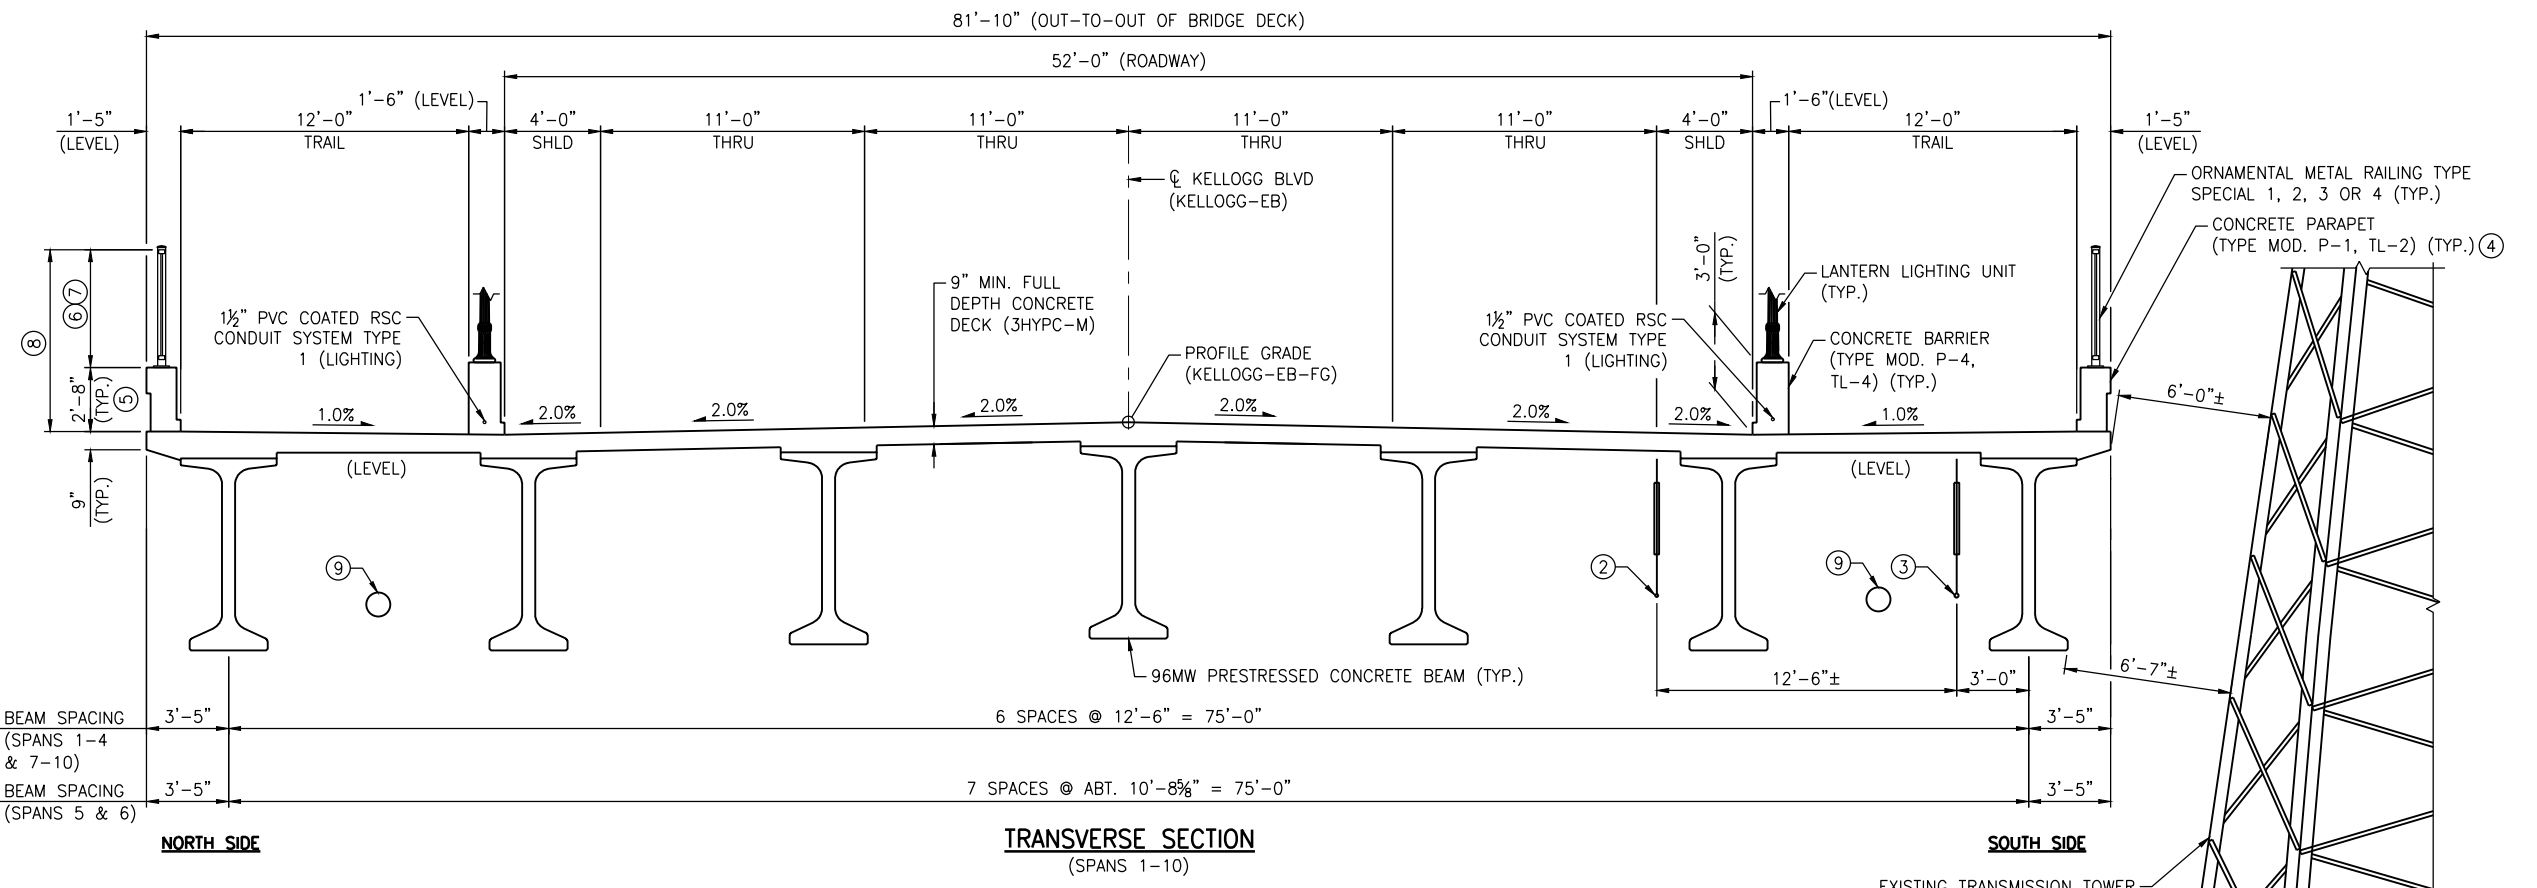 81'-10" (OUT-TO-OUT OF BRIDGE DECK)
52'-0" (ROADWAY)
1'-6" (LEVEL)
1'-6"(LEVEL)
1'-5"
(LEVEL)
12'-0"
TRAIL
4'-0"
SHLD
11'-0"
THRU
11'-0"
THRU
11'-0"
THRU
11'-0"
THRU
4'-0"
SHLD
12'-0"
TRAIL
1'-5"
(LEVEL)
℄ KELLOGG BLVD
(KELLOGG-EB)
ORNAMENTAL METAL RAILING TYPE
SPECIAL 1, 2, 3 OR 4 (TYP.)
CONCRETE PARAPET
(TYPE MOD. P-1, TL-2) (TYP.) 4
3'-0"
(TYP.)
LANTERN LIGHTING UNIT
(TYP.)
9" MIN. FULL
DEPTH CONCRETE
DECK (3HYPC-M)
8
6 7
1½" PVC COATED RSC
CONDUIT SYSTEM TYPE
1 (LIGHTING)
1½" PVC COATED RSC
CONDUIT SYSTEM TYPE
1 (LIGHTING)
CONCRETE BARRIER
(TYPE MOD. P-4,
TL-4) (TYP.)
PROFILE GRADE
(KELLOGG-EB-FG)
2'-8"
(TYP.)
5
6'-0"±
1.0%
2.0%
2.0%
2.0%
2.0%
2.0%
2.0%
1.0%
(LEVEL)
(LEVEL)
9"
(TYP.)
9
2
9
3
96MW PRESTRESSED CONCRETE BEAM (TYP.)
12'-6"±
3'-0"
6'-7"±
BEAM SPACING
(SPANS 1-4
& 7-10)
3'-5"
6 SPACES @ 12'-6" = 75'-0"
3'-5"
BEAM SPACING
(SPANS 5 & 6)
3'-5"
7 SPACES @ ABT. 10'-8⅝" = 75'-0"
3'-5"
NORTH SIDE
TRANSVERSE SECTION
(SPANS 1-10)
SOUTH SIDE
EXISTING TRANSMISSION TOWER